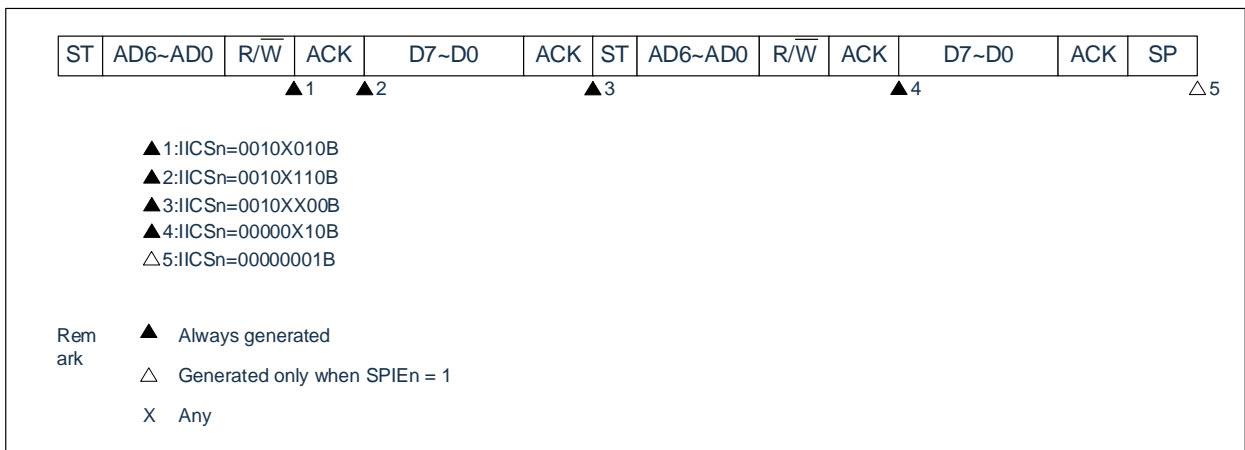 ST AD6~AD0 R/W̅ ACK D7~D0 ACK ST AD6~AD0 R/W̅ ACK D7~D0 ACK SP
▲1 ▲2 ▲3 ▲4 △5
▲1:IICSn=0010X010B
▲2:IICSn=0010X110B
▲3:IICSn=0010XX00B
▲4:IICSn=00000X10B
△5:IICSn=00000001B
Rem
ark
▲ Always generated
△ Generated only when SPIEn = 1
X Any